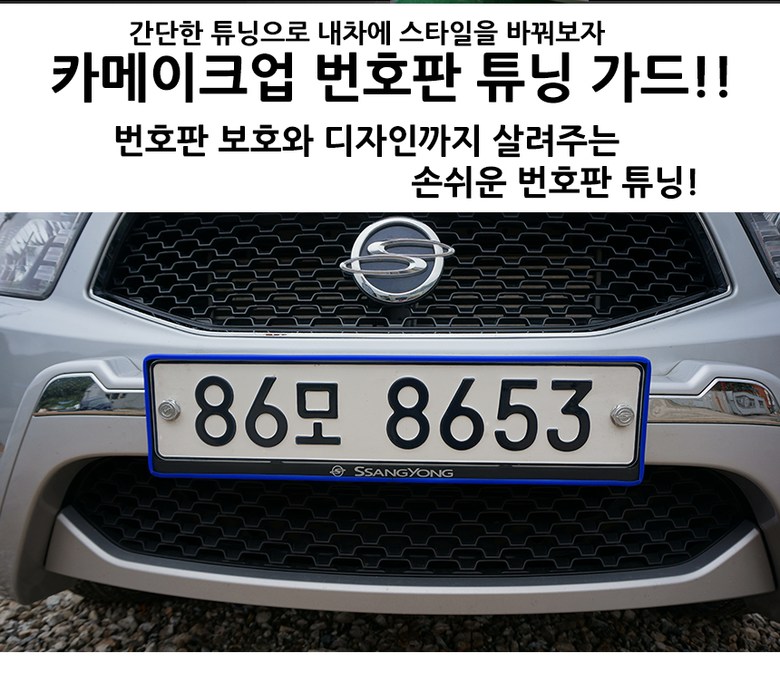 간단한 튜닝으로 내차에 스타일을 바꿔보자
카메이크업 번호판 튜닝 가드!!
번호판 보호와 디자인까지 살려주는
손쉬운 번호판 튜닝!
86모 8653
SSANGYONG